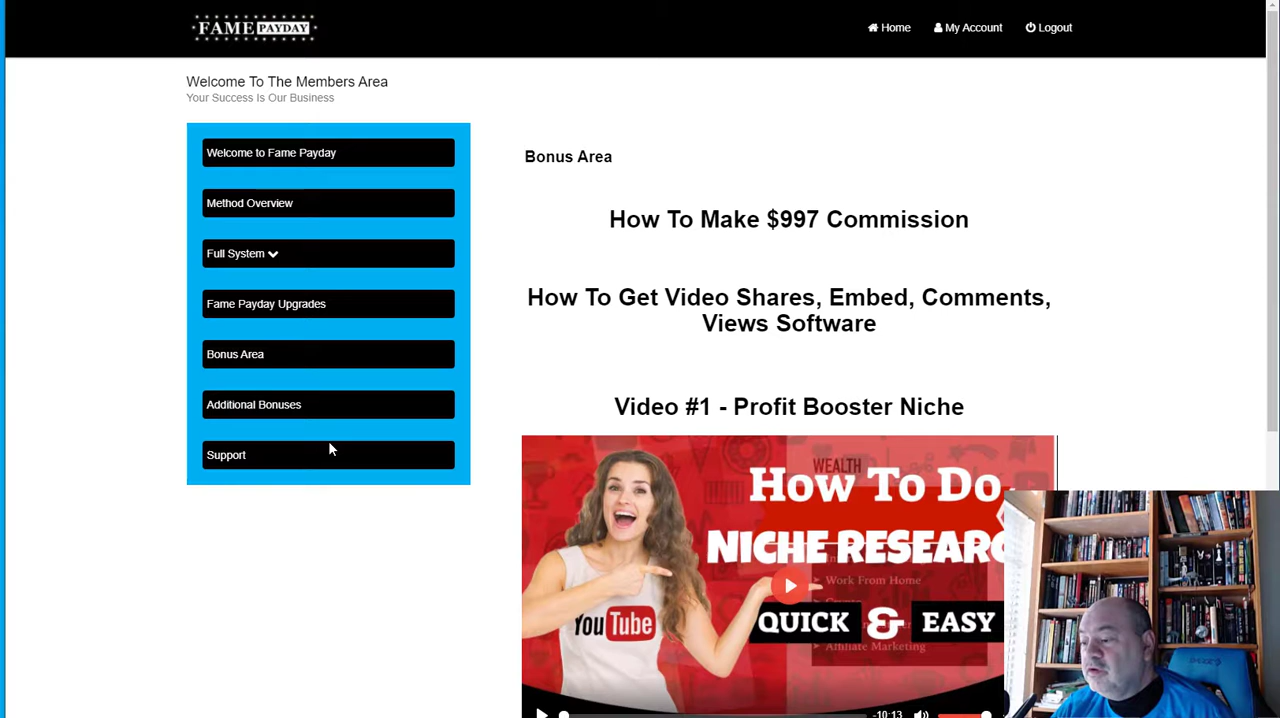 FAME PAYDAY
Home
My Account
Logout
Welcome To The Members Area
Your Success Is Our Business
Welcome to Fame Payday
Method Overview
Full System
Fame Payday Upgrades
Bonus Area
Additional Bonuses
Support
Bonus Area
How To Make $997 Commission
How To Get Video Shares, Embed, Comments,
Views Software
Video #1 - Profit Booster Niche
WEALTH
How To Do
NICHE RESEARC
Work From Home
YouTube
QUICK & EASY
Affiliate Marketing
-10:13